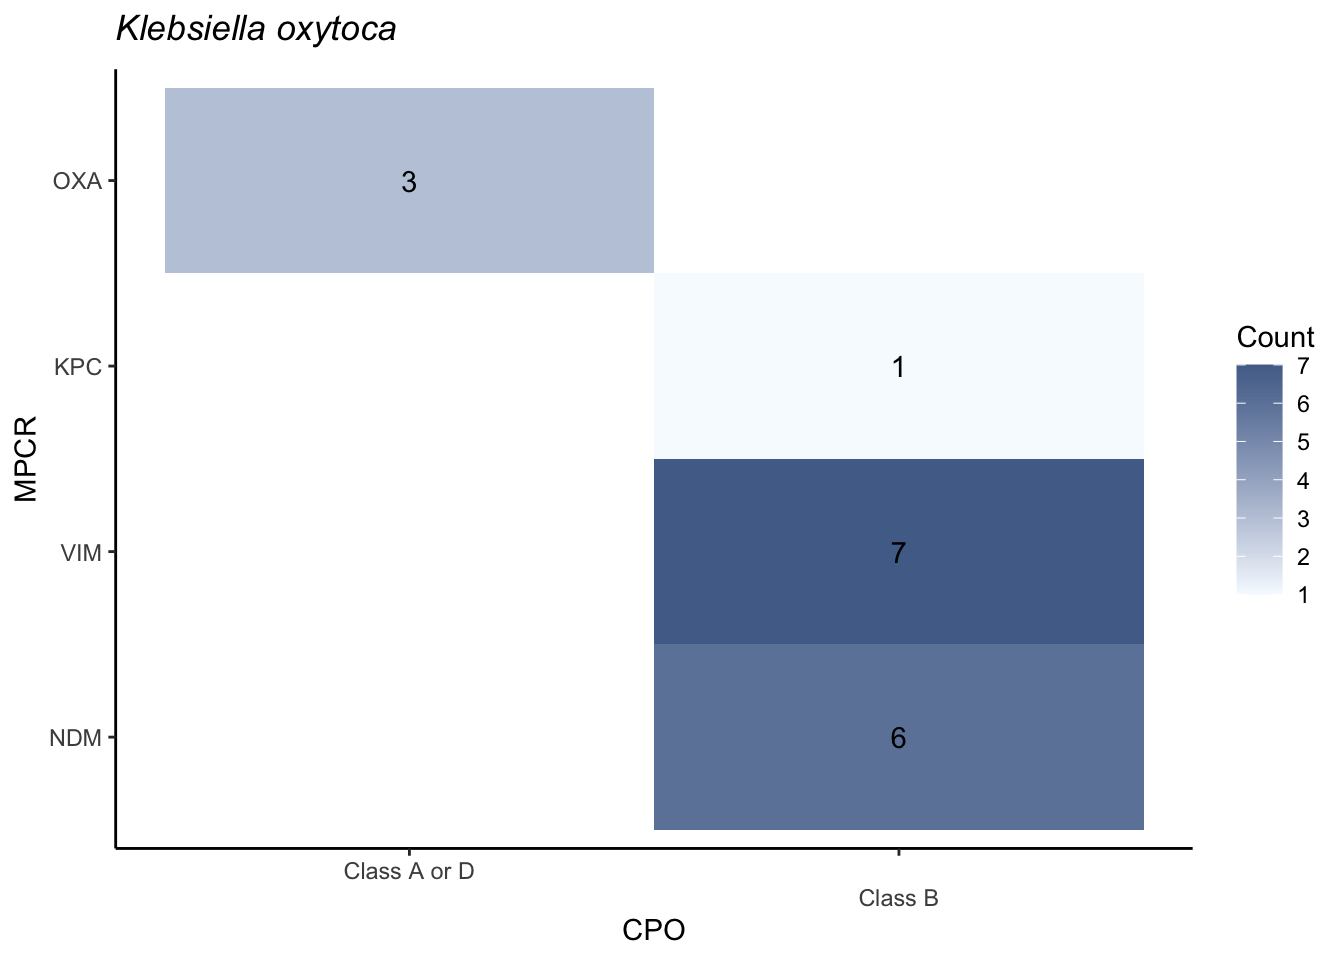 Klebsiella oxytoca
OXA
KPC
VIM
NDM
MPCR
3
1
7
6
Class A or D
Class B
CPO
Count
7
6
5
4
3
2
1